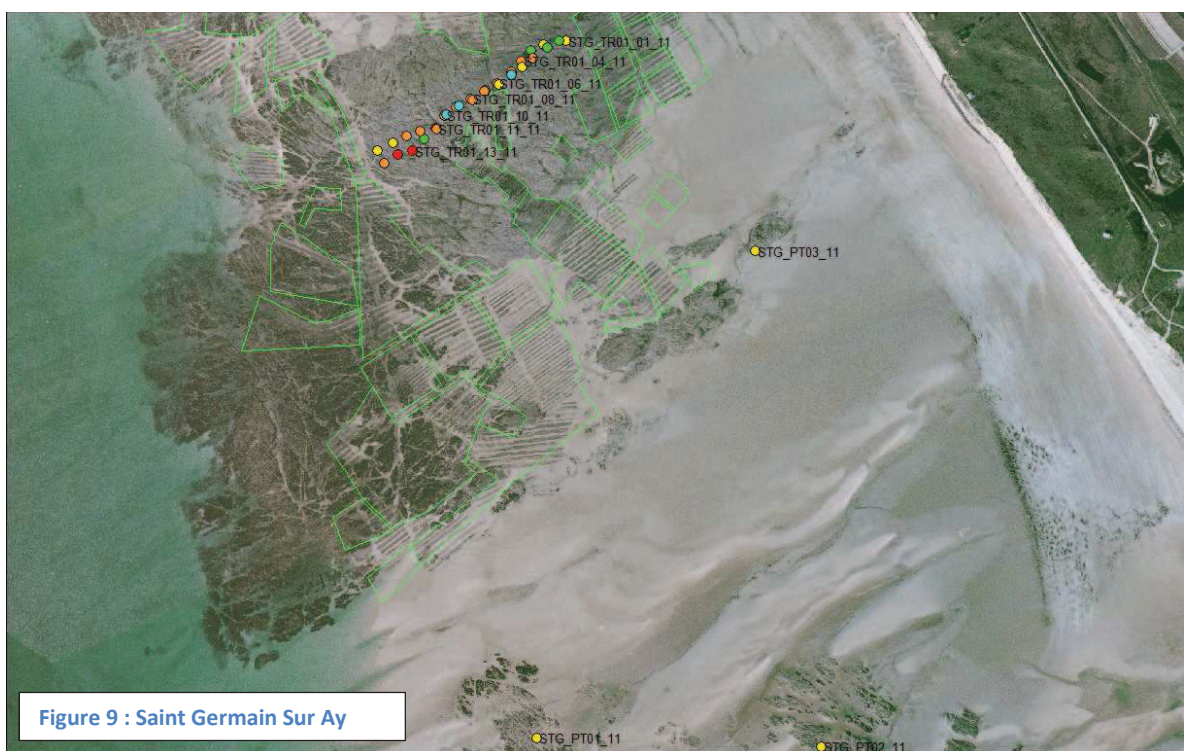 STG_TR01_01_11
STG_TR01_04_11
STG_TR01_06_11
STG_TR01_08_11
STG_TR01_10_11
STG_TR01_11_11
STG_TR01_13_11
STG_PT03_11
STG_PT01_11
STG_PT02_11
Figure 9 : Saint Germain Sur Ay